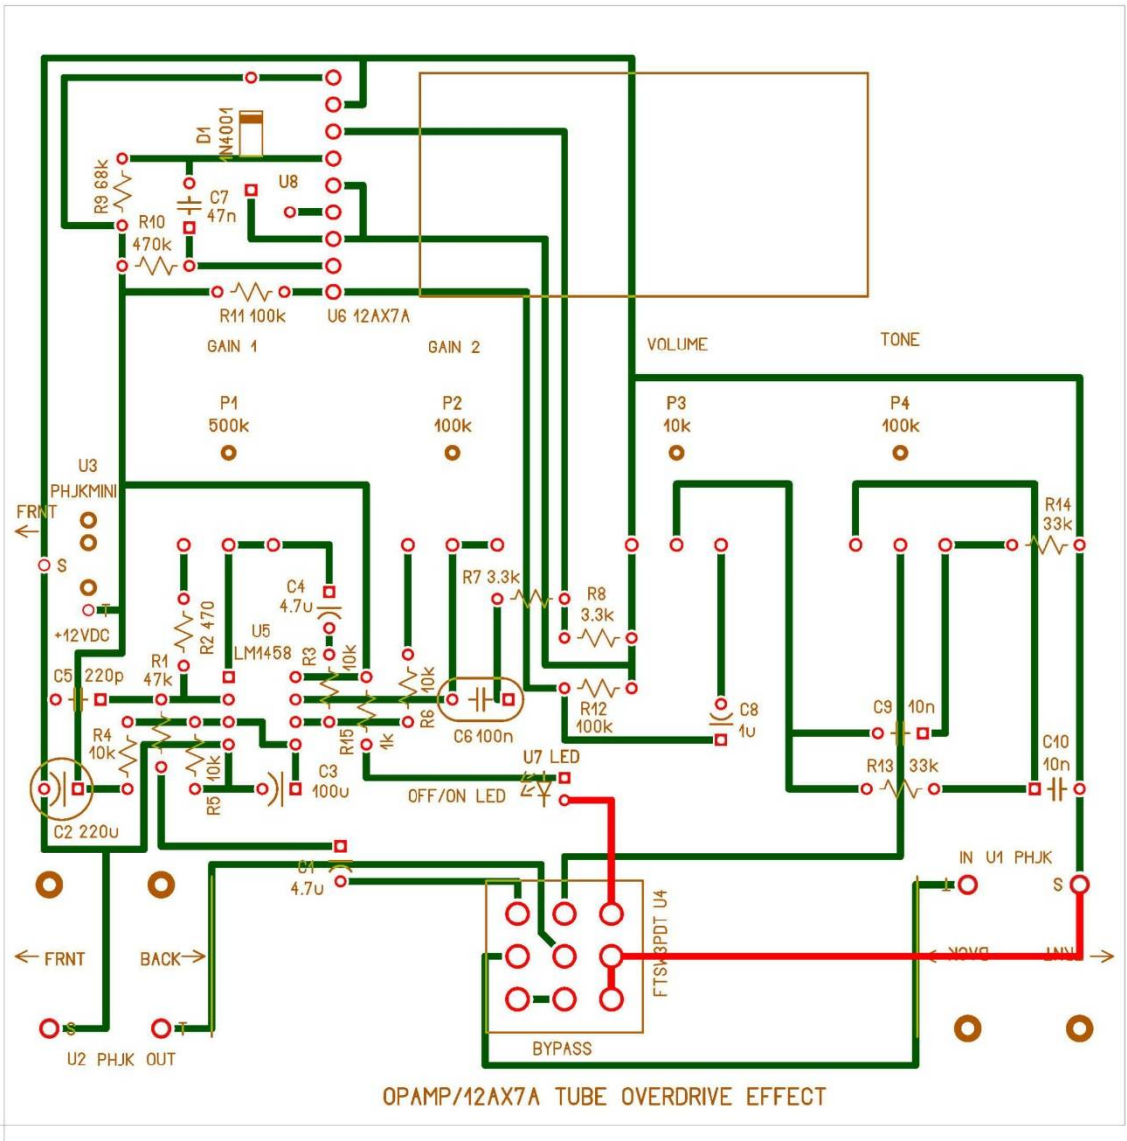 D1
1N4001
R9 68k
C7
47n
U8
R10
470k
R11 100k
U6 12AX7A
GAIN 1
GAIN 2
VOLUME
TONE
P1
500k
P2
100k
P3
10k
P4
100k
U3
PHJKMINI
FRNT
S
T
+12VDC
R14
33k
C4
4.7u
R7 3.3k
R8
3.3k
R2 470
U5
LM1458
C5 220p
R1
47k
R3
10k
10k
R6
R15
1k
C6 100n
R12
100k
C8
1u
C9 10n
R4
10k
10k
R5
C3
100u
U7 LED
OFF/ON LED
R13 33k
C10
10n
C2 220u
C1
4.7u
IN U1 PHJK
T
S
FRNT
BACK
FTSW3PDT U4
BACK
FRNT
S
T
U2 PHJK OUT
BYPASS
OPAMP/12AX7A TUBE OVERDRIVE EFFECT